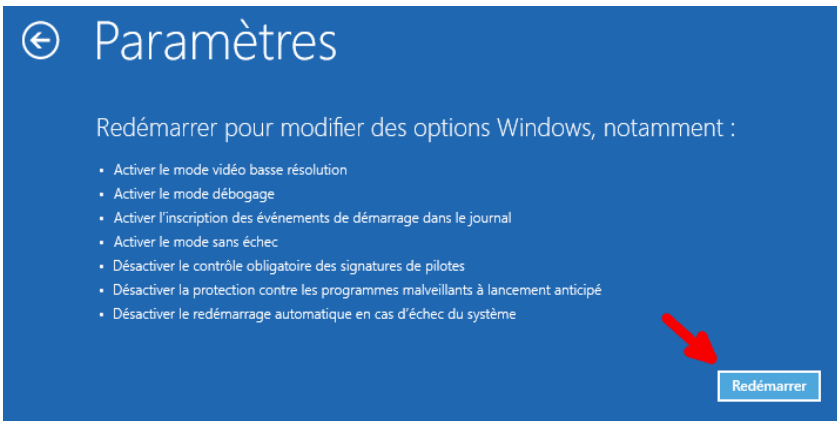 Paramètres
Redémarrer pour modifier des options Windows, notamment :
• Activer le mode vidéo basse résolution
• Activer le mode débogage
• Activer l'inscription des événements de démarrage dans le journal
• Activer le mode sans échec
• Désactiver le contrôle obligatoire des signatures de pilotes
• Désactiver la protection contre les programmes malveillants à lancement anticipé
• Désactiver le redémarrage automatique en cas d'échec du système
Redémarrer